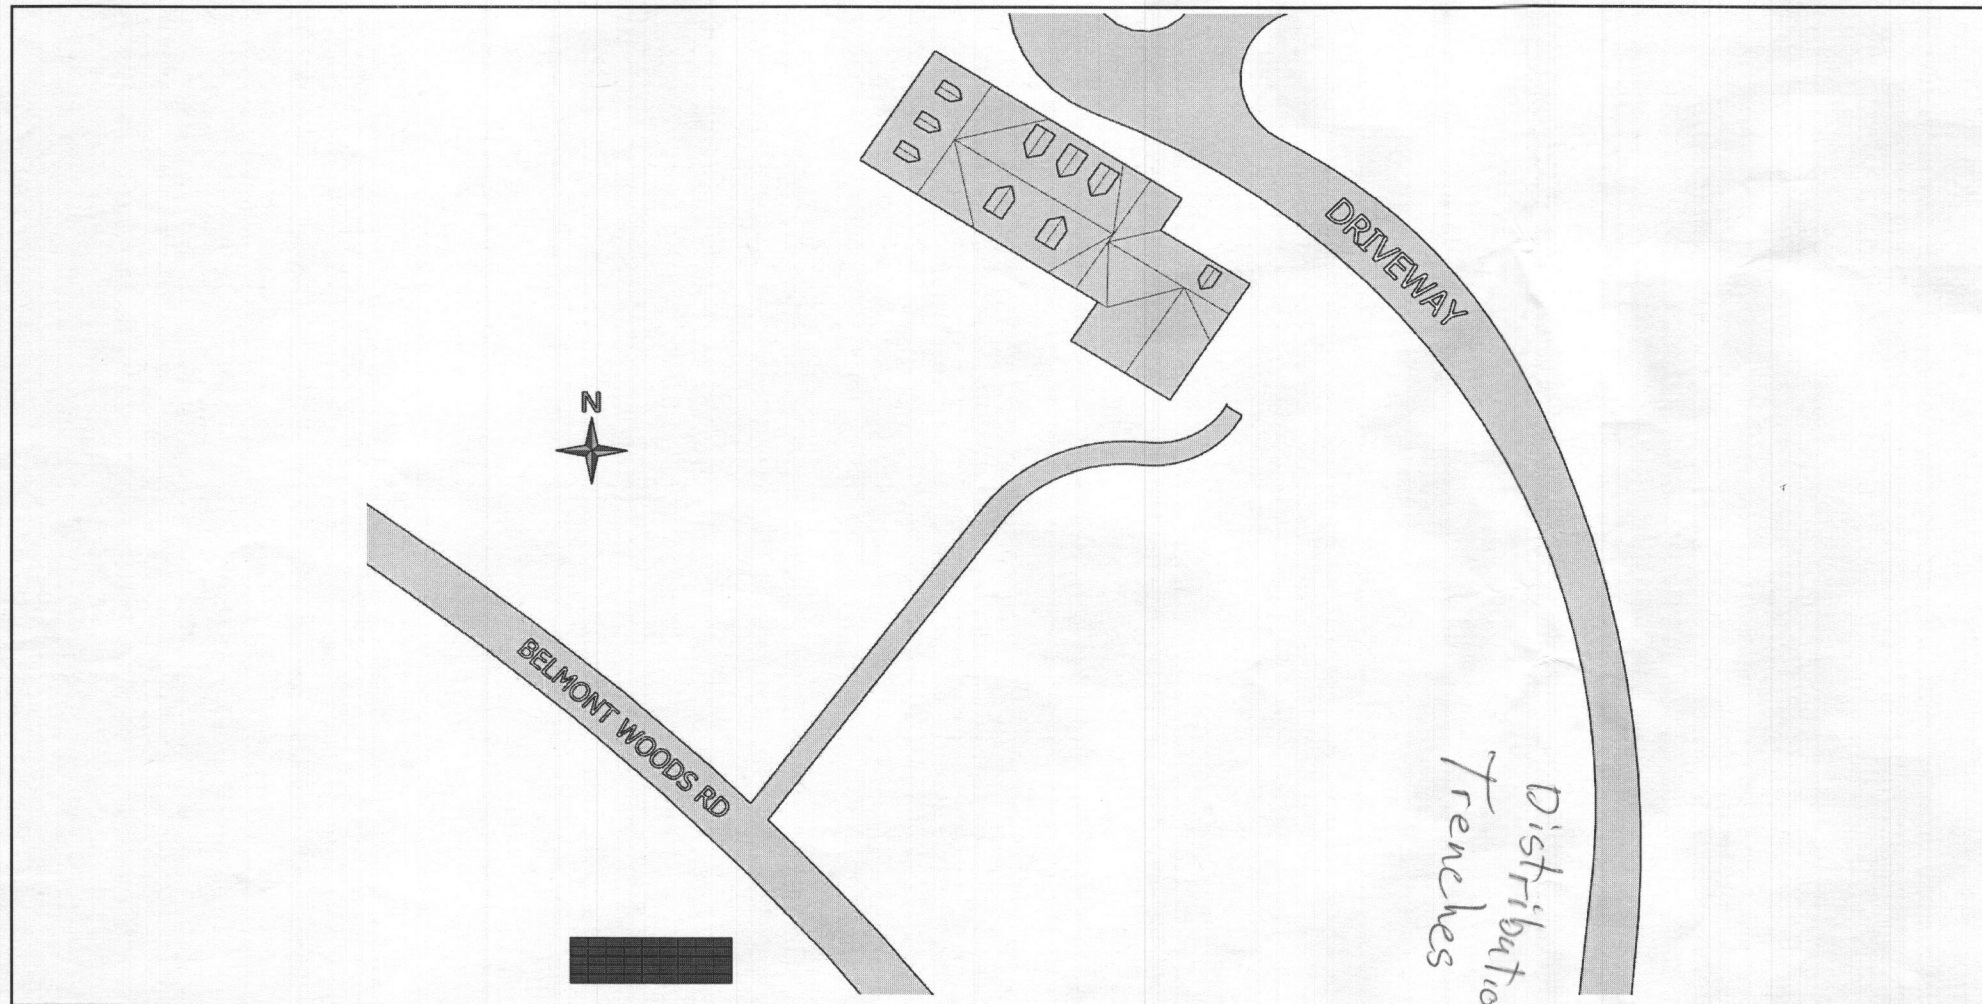 DRIVEWAY
N
BELMONT WOODS RD
Distributio
Trenches